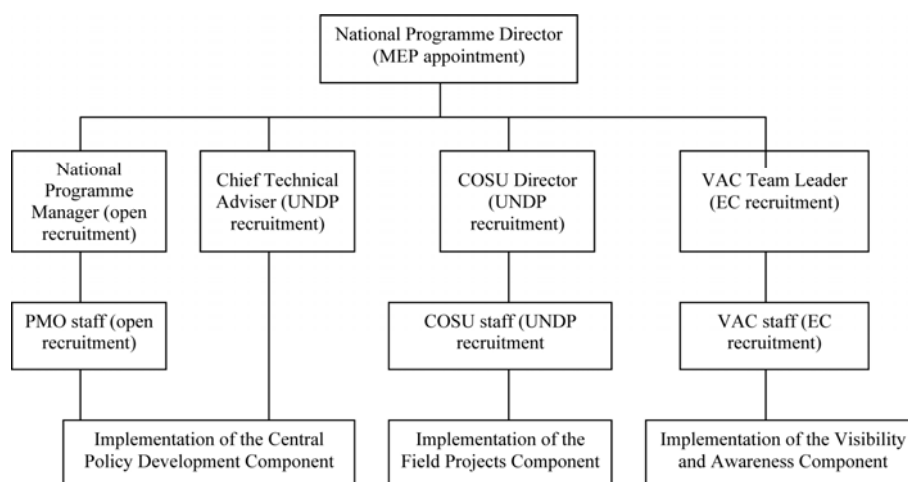 National Programme Director
(MEP appointment)
National
Programme
Manager (open
recruitment)
Chief Technical
Adviser (UNDP
recruitment)
COSU Director
(UNDP
recruitment)
VAC Team Leader
(EC recruitment)
PMO staff (open
recruitment)
COSU staff (UNDP
recruitment
VAC staff (EC
recruitment)
Implementation of the Central
Policy Development Component
Implementation of the
Field Projects Component
Implementation of the Visibility
and Awareness Component